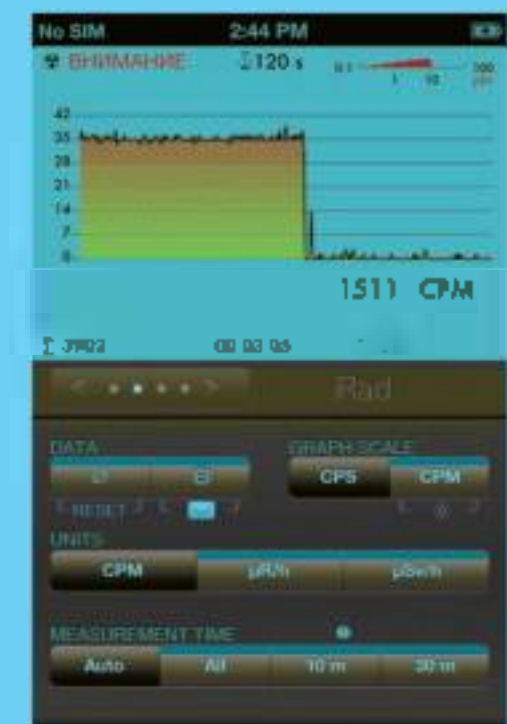 No SIM 2:44 PM
ВНИМАНИЕ 120 s 0.1 1 10 100
42
35
28
21
14
7
0
1511 CPM
iRad
DATA GRAPH SCALE
CPS CPM
RESET
UNITS
CPM µR/h µSv/h
MEASUREMENT TIME
Auto All 10 m 30 m